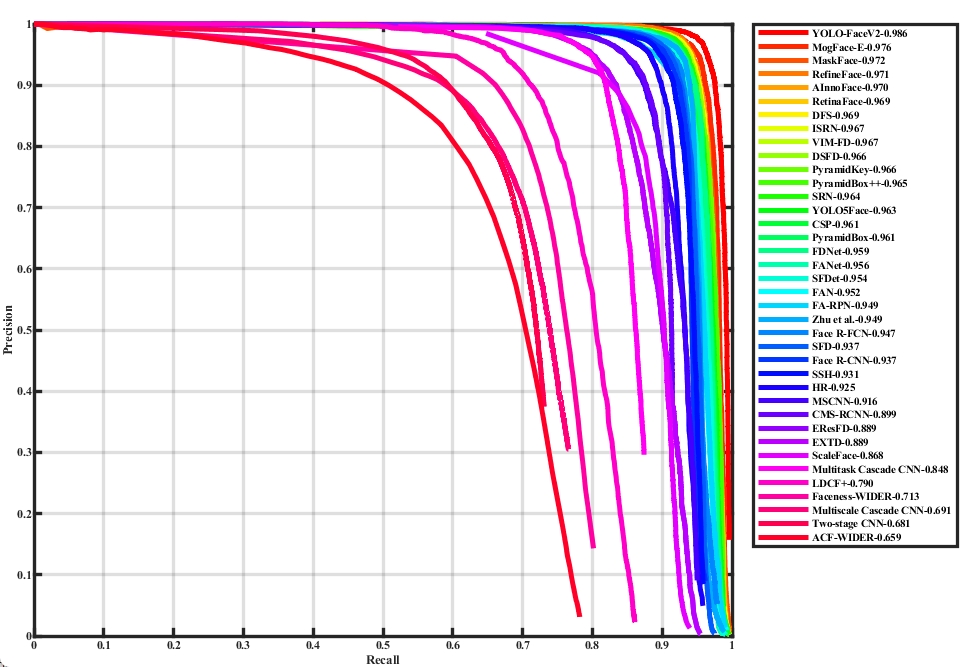 1
0.9
0.8
0.7
0.6
0.5
0.4
0.3
0.2
0.1
0
Precision
0 0.1 0.2 0.3 0.4 0.5 0.6 0.7 0.8 0.9 1
Recall
YOLO-FaceV2-0.986
MogFace-E-0.976
MaskFace-0.972
RefineFace-0.971
AInnoFace-0.970
RetinaFace-0.969
DFS-0.969
ISRN-0.967
VIM-FD-0.967
DSFD-0.966
PyramidKey-0.966
PyramidBox++-0.965
SRN-0.964
YOLO5Face-0.963
CSP-0.961
PyramidBox-0.961
FDNet-0.959
FANet-0.956
SFDet-0.954
FAN-0.952
FA-RPN-0.949
Zhu et al.-0.949
Face R-FCN-0.947
SFD-0.937
Face R-CNN-0.937
SSH-0.931
HR-0.925
MSCNN-0.916
CMS-RCNN-0.899
EResFD-0.889
EXTD-0.889
ScaleFace-0.868
Multitask Cascade CNN-0.848
LDCF+-0.790
Faceness-WIDER-0.713
Multiscale Cascade CNN-0.691
Two-stage CNN-0.681
ACF-WIDER-0.659